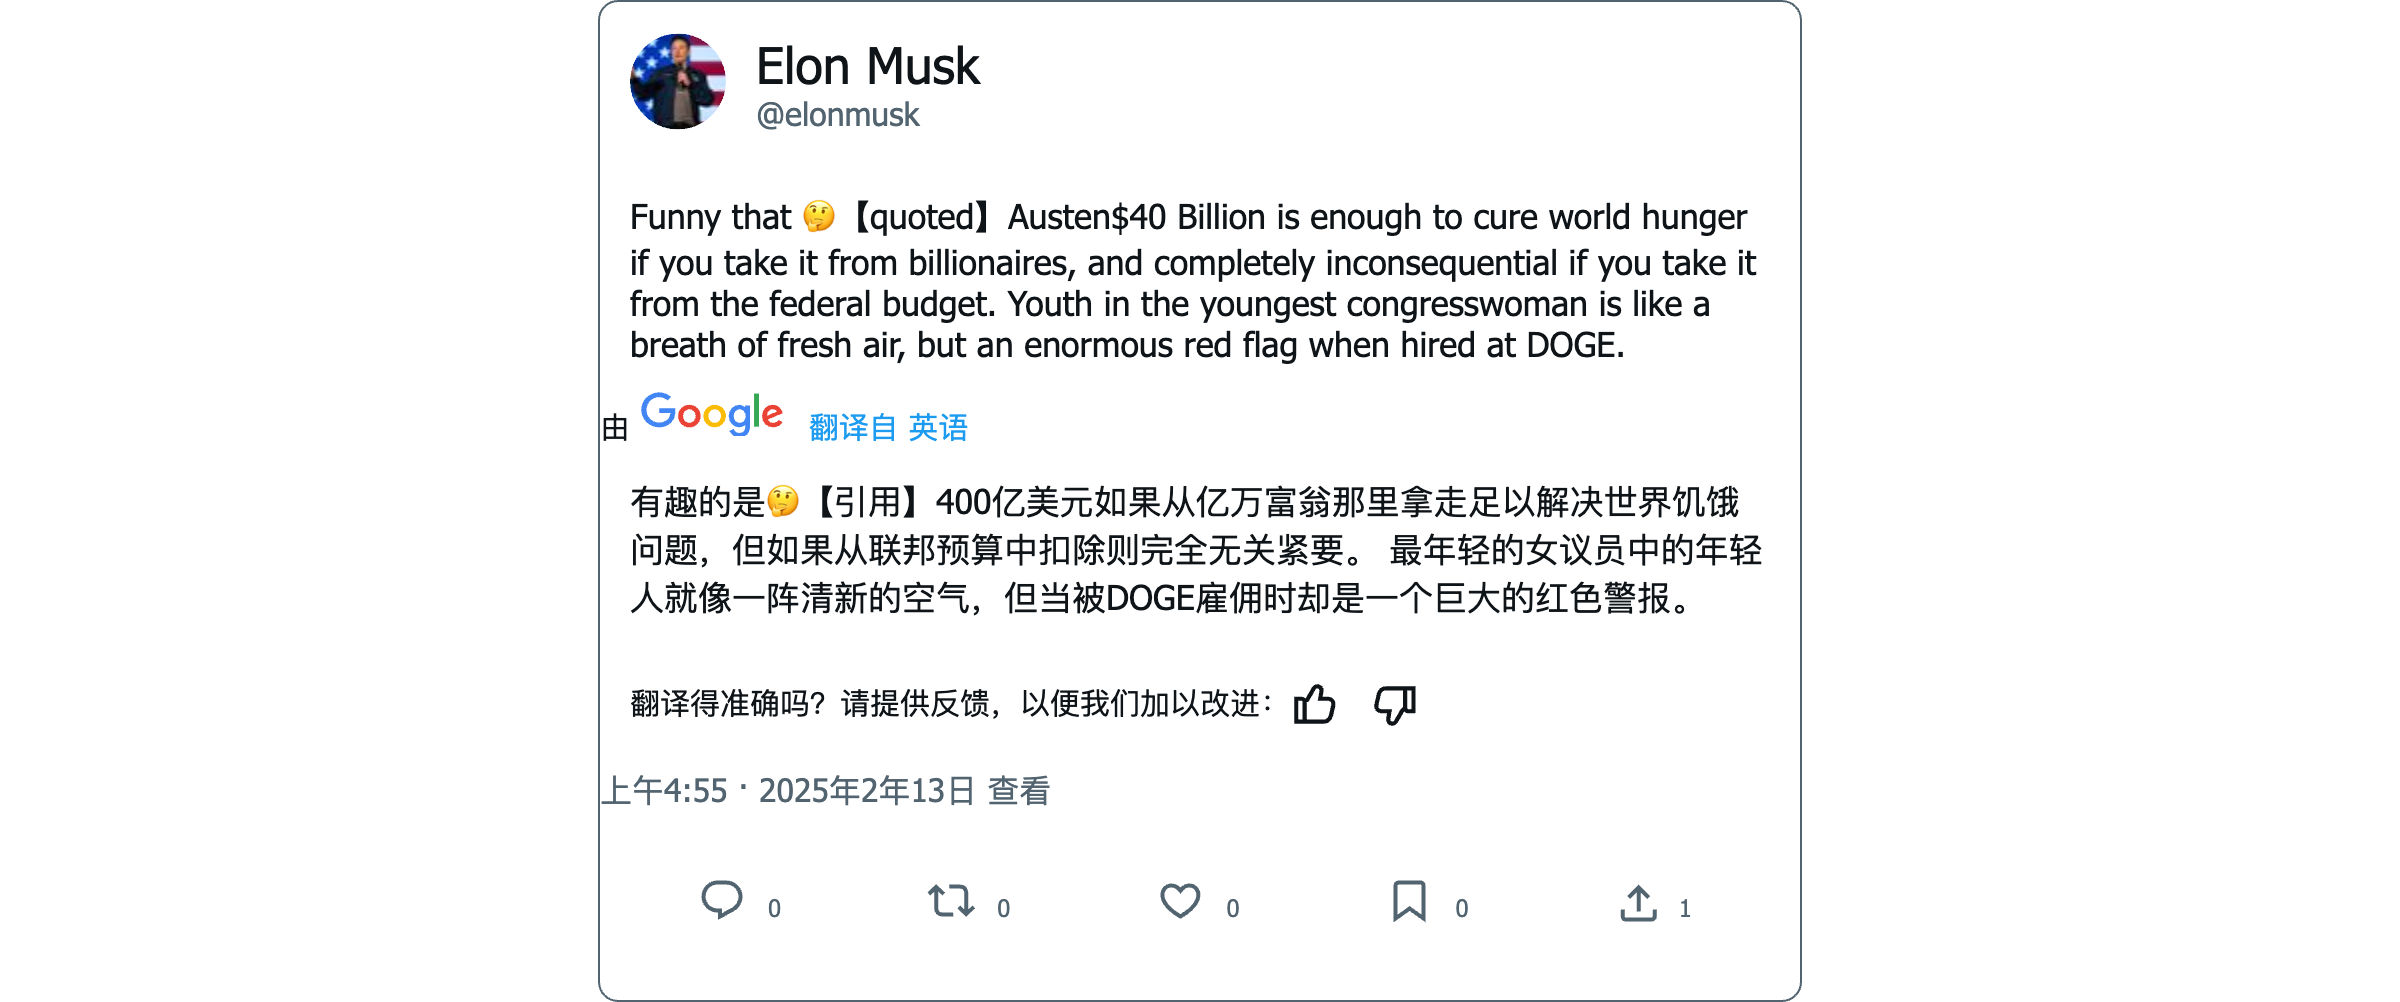 Elon Musk
@elonmusk
Funny that 🤔【quoted】Austen$40 Billion is enough to cure world hunger
if you take it from billionaires, and completely inconsequential if you take it
from the federal budget. Youth in the youngest congresswoman is like a
breath of fresh air, but an enormous red flag when hired at DOGE.
由 Google 翻译自 英语
有趣的是🤔【引用】400亿美元如果从亿万富翁那里拿走足以解决世界饥饿
问题，但如果从联邦预算中扣除则完全无关紧要。 最年轻的女议员中的年轻
人就像一阵清新的空气，但当被DOGE雇佣时却是一个巨大的红色警报。
翻译得准确吗？请提供反馈，以便我们加以改进：
上午4:55 · 2025年2年13日 查看
0 0 0 0 1